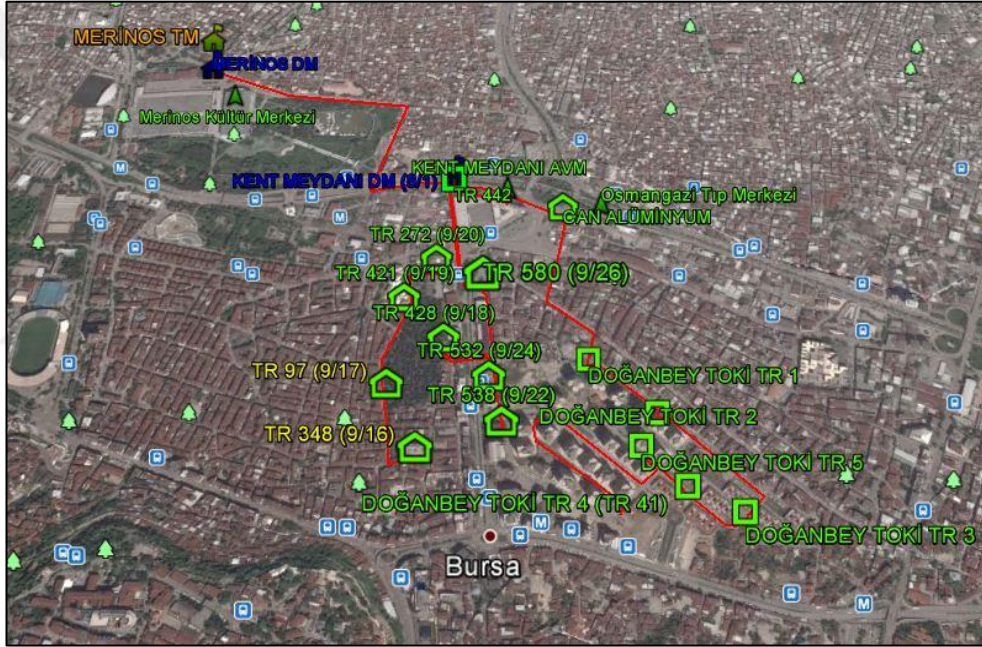 MERİNOS TM
MERİNOS DM
Merinos Kültür Merkezi
KENT MEYDANI AVM
KENT MEYDANI DM (8/1)
TR 442
Osmangazi Tıp Merkezi
CAN ALÜMİNYUM
TR 272 (9/20)
TR 421 (9/19)
TR 580 (9/26)
TR 428 (9/18)
TR 532 (9/24)
TR 97 (9/17)
DOĞANBEY TOKİ TR 1
TR 538 (9/22)
DOĞANBEY TOKİ TR 2
TR 348 (9/16)
DOĞANBEY TOKİ TR 5
DOĞANBEY TOKİ TR 4 (TR 41)
DOĞANBEY TOKİ TR 3
Bursa
M
M
M
M